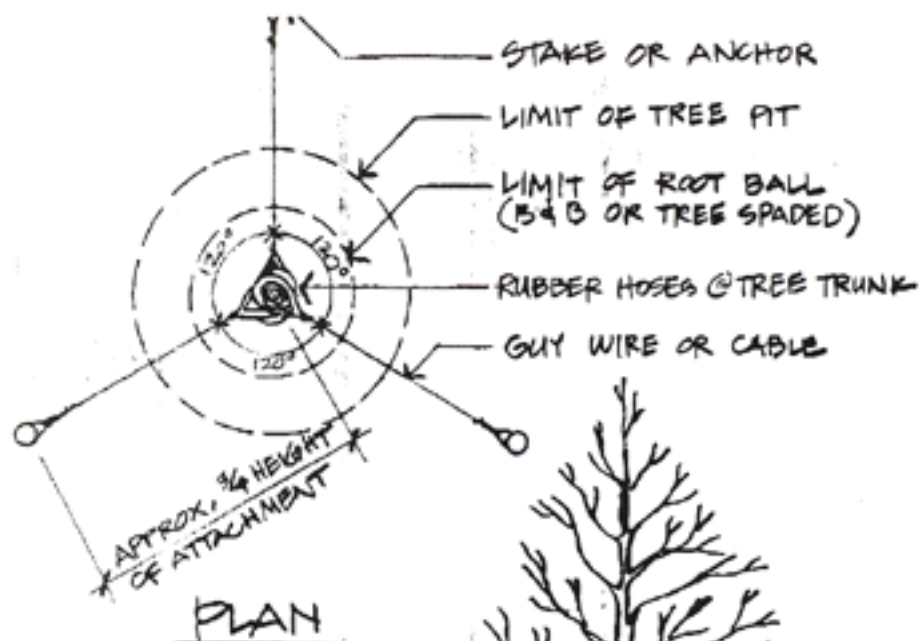 STAKE OR ANCHOR
LIMIT OF TREE PIT
LIMIT OF ROOT BALL
(B&B OR TREE SPADED)
RUBBER HOSES @ TREE TRUNK
GUY WIRE OR CABLE
120°
120°
120°
APPROX. 3/4 HEIGHT
OF ATTACHMENT
PLAN